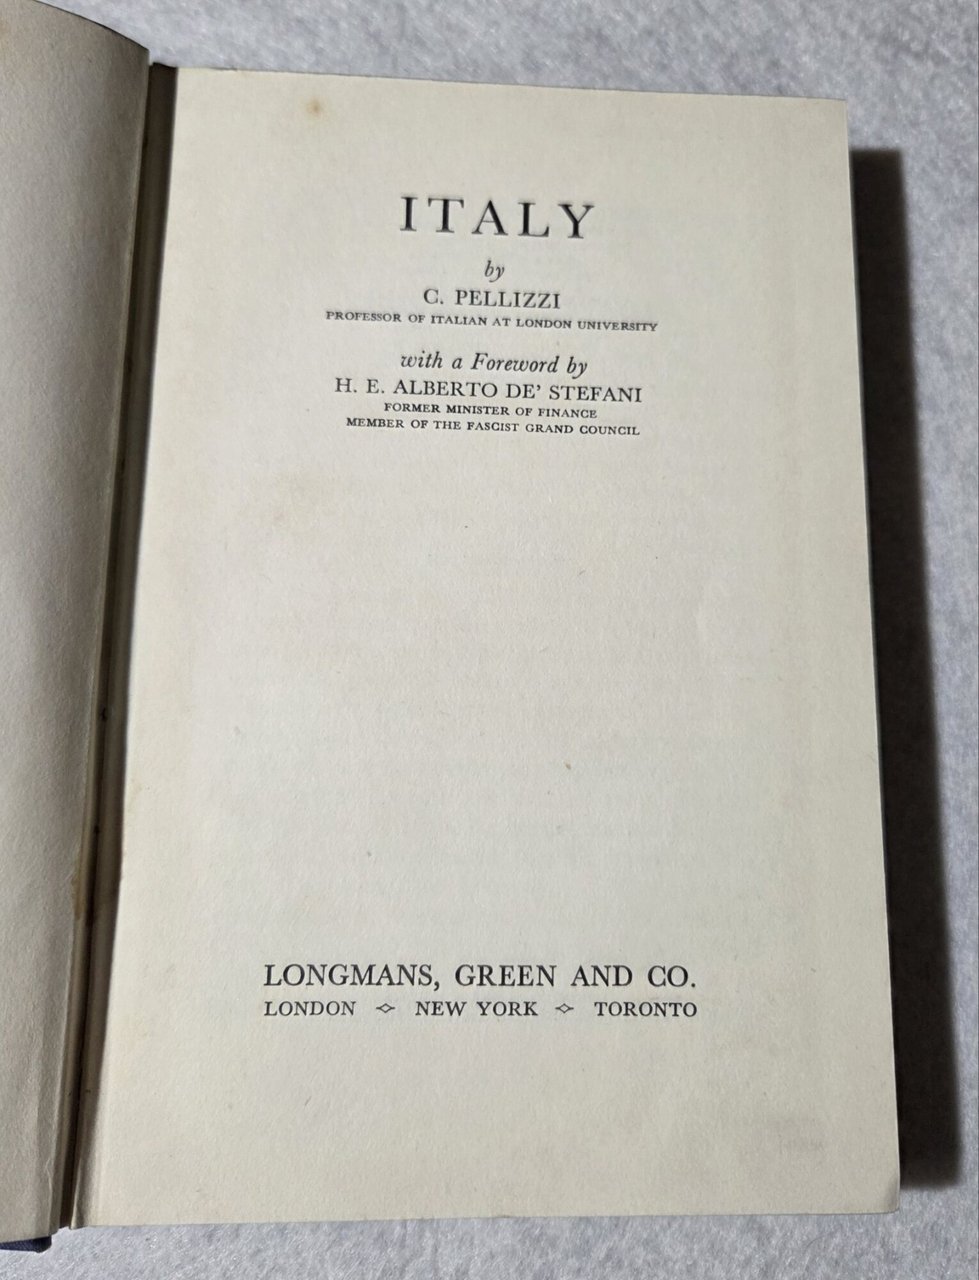 ITALY
by
C. PELLIZZI
PROFESSOR OF ITALIAN AT LONDON UNIVERSITY
with a Foreword by
H. E. ALBERTO DE' STEFANI
FORMER MINISTER OF FINANCE
MEMBER OF THE FASCIST GRAND COUNCIL
LONGMANS, GREEN AND CO.
LONDON ⟡ NEW YORK ⟡ TORONTO